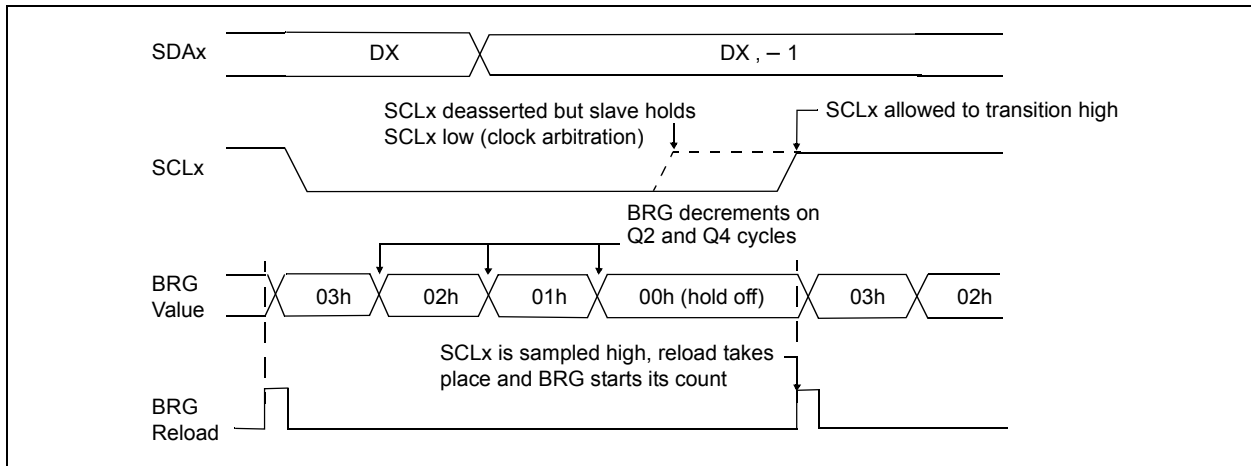 SDAx
DX
DX , – 1
SCLx deasserted but slave holds
SCLx low (clock arbitration)
SCLx allowed to transition high
SCLx
BRG decrements on
Q2 and Q4 cycles
BRG
Value
03h
02h
01h
00h (hold off)
03h
02h
SCLx is sampled high, reload takes
place and BRG starts its count
BRG
Reload